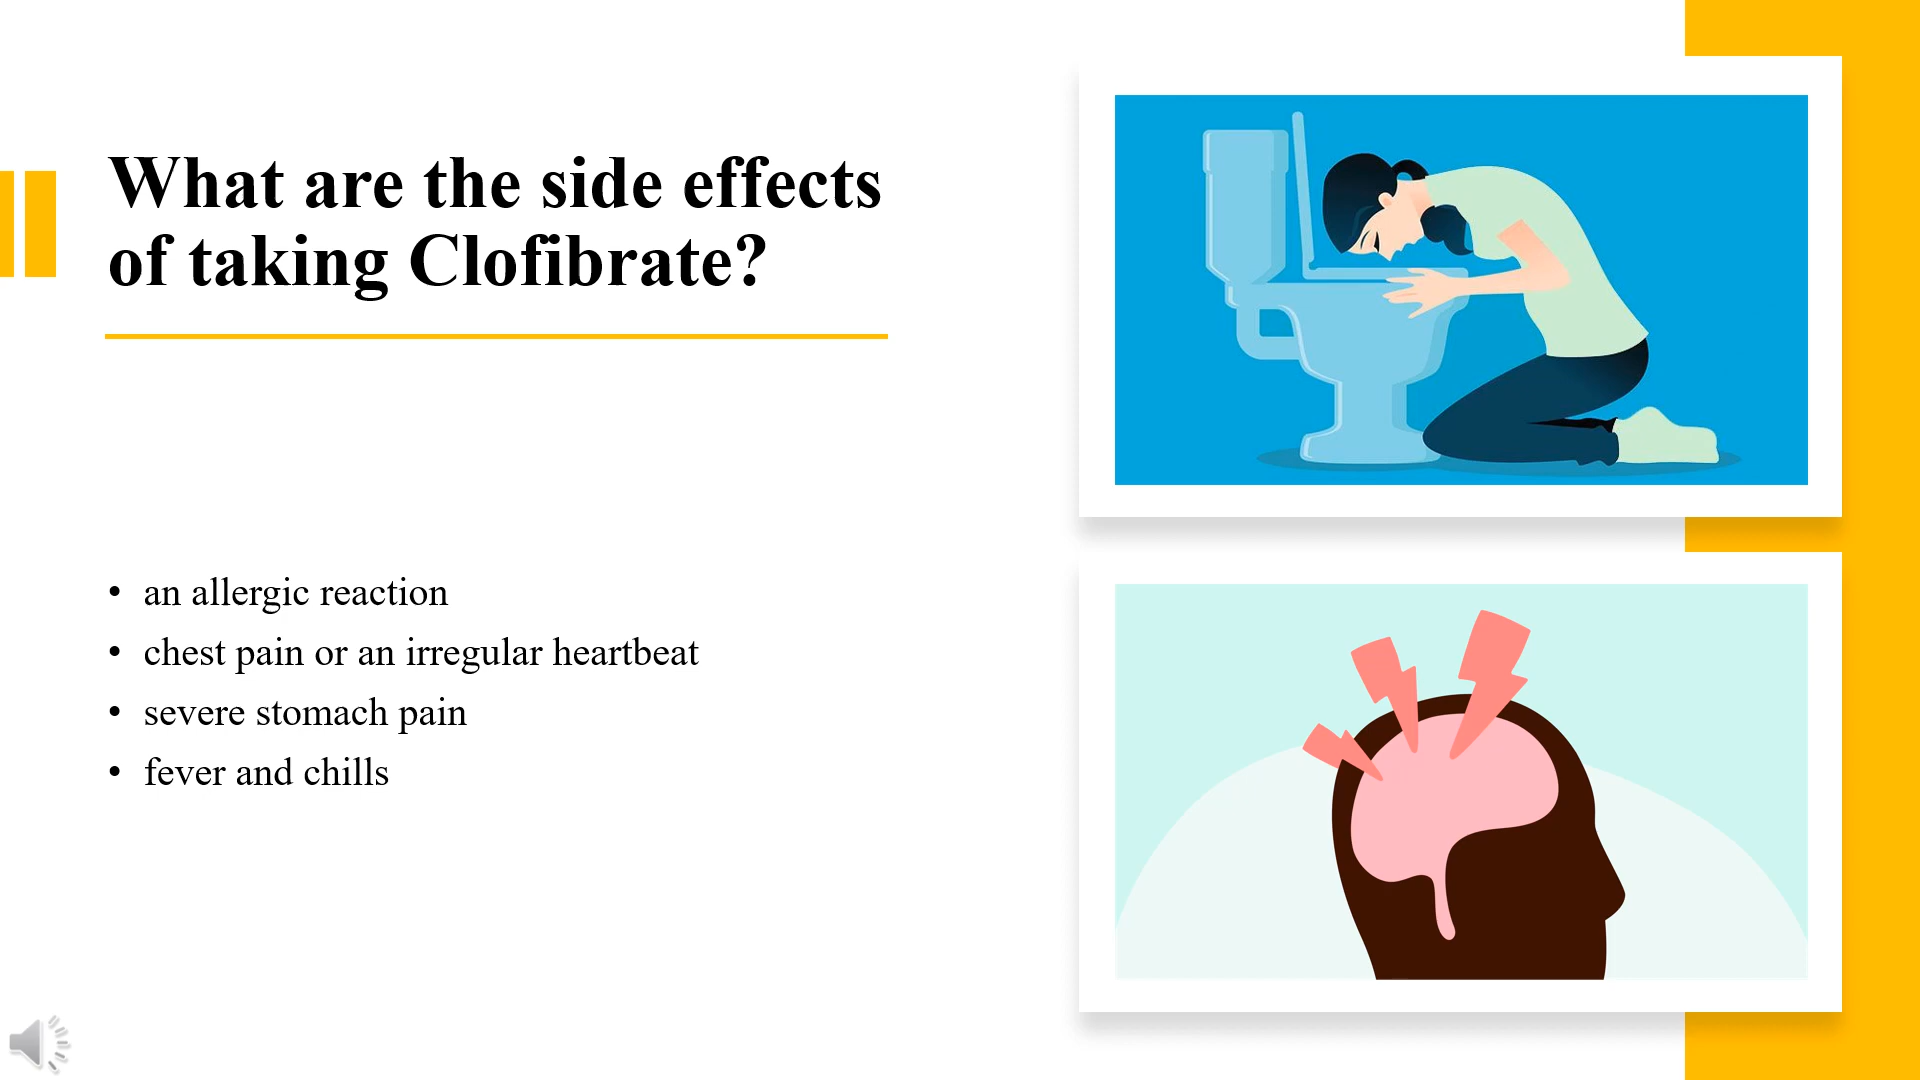 What are the side effects
of taking Clofibrate?
• an allergic reaction
• chest pain or an irregular heartbeat
• severe stomach pain
• fever and chills